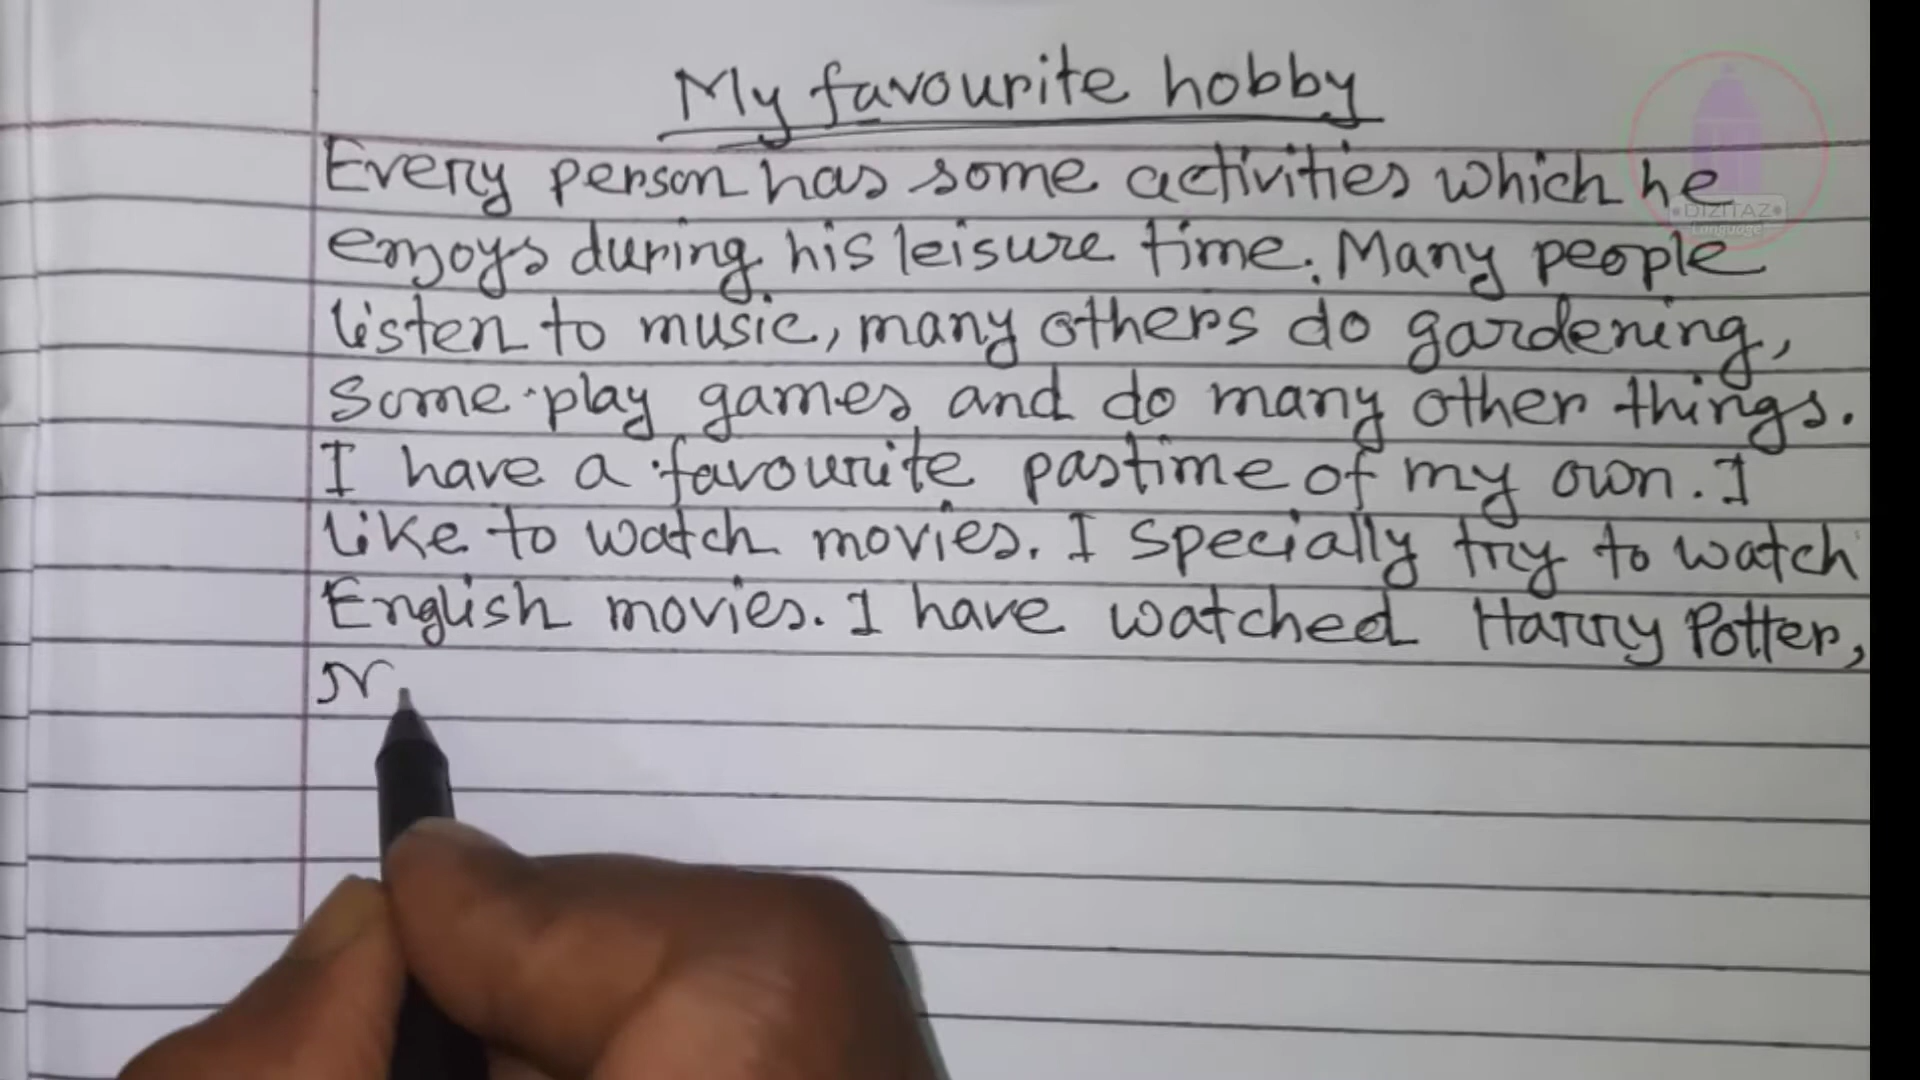 My favourite hobby
Every person has some activities which he
enjoys during his leisure time. Many people
listen to music, many others do gardening,
some play games and do many other things.
I have a favourite pastime of my own. I
like to watch movies. I specially try to watch
English movies. I have watched Harry Potter,
N
DIZITAZ
Language